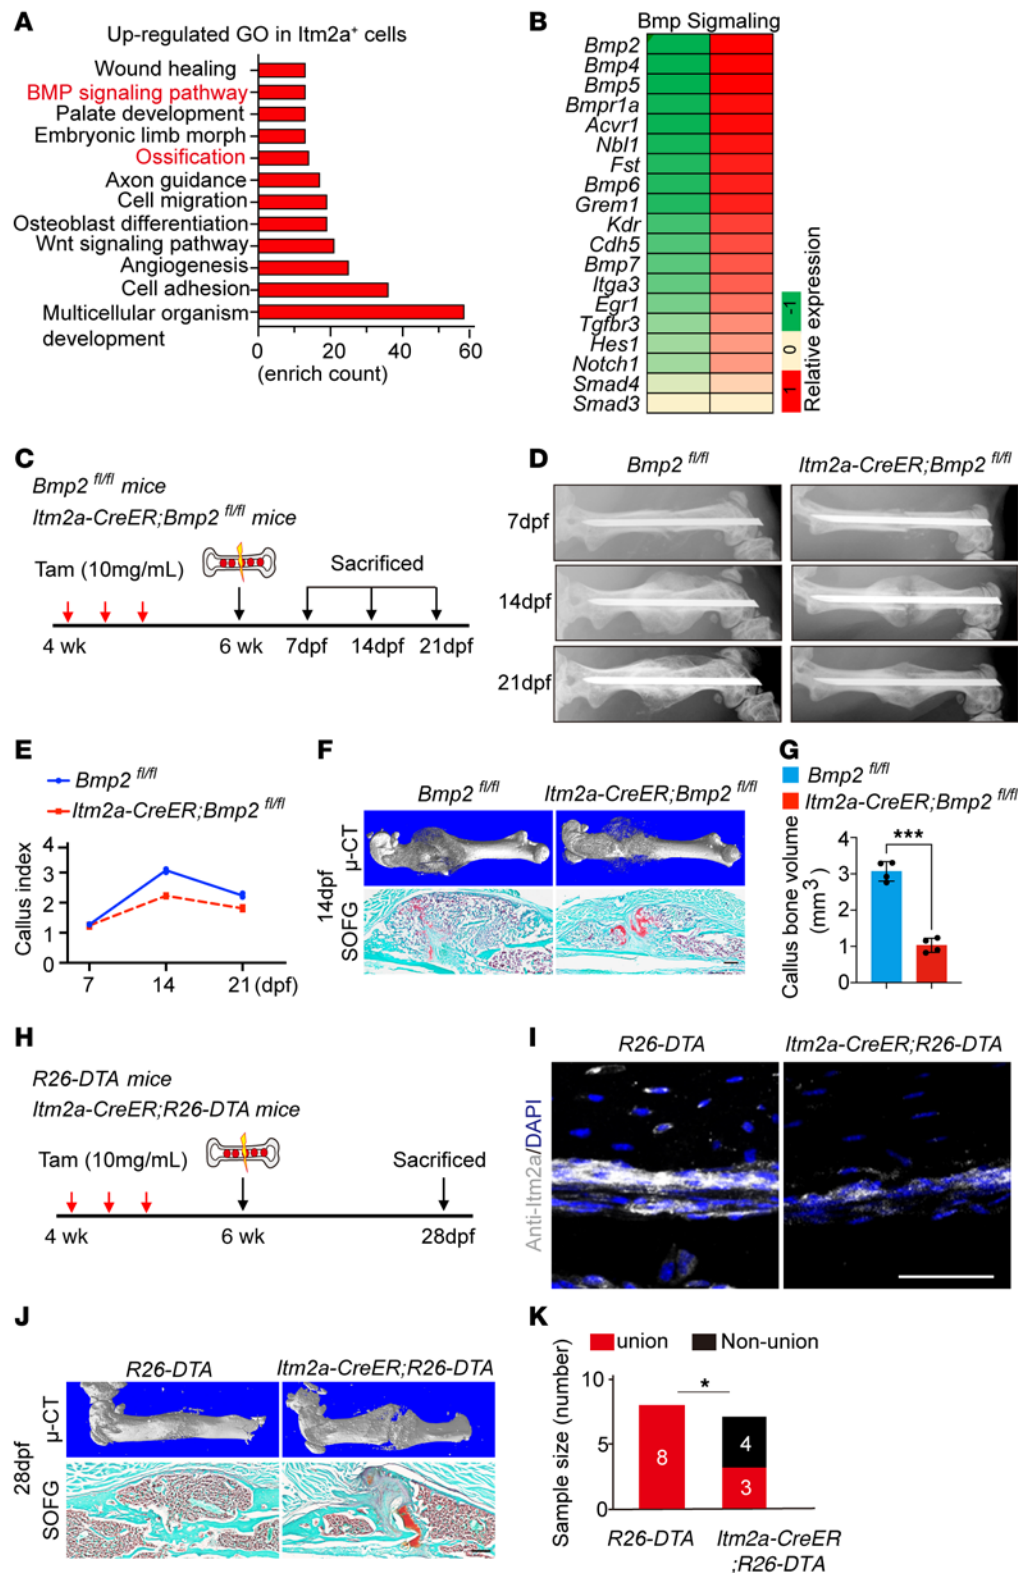 A
Up-regulated GO in Itm2a⁺ cells
Wound healing
BMP signaling pathway
Palate development
Embryonic limb morph
Ossification
Axon guidance
Cell migration
Osteoblast differentiation
Wnt signaling pathway
Angiogenesis
Cell adhesion
Multicellular organism
development
0 20 40 60
(enrich count)
B
Bmp Sigmaling
Bmp2
Bmp4
Bmp5
Bmpr1a
Acvr1
Nbl1
Fst
Bmp6
Grem1
Kdr
Cdh5
Bmp7
Itga3
Egr1
Tgfbr3
Hes1
Notch1
Smad4
Smad3
-1
0
1
Relative expression
C
Bmp2 fl/fl mice
Itm2a-CreER;Bmp2 fl/fl mice
Tam (10mg/mL)
Sacrificed
4 wk 6 wk 7dpf 14dpf 21dpf
D
Bmp2 fl/fl Itm2a-CreER;Bmp2 fl/fl
7dpf
14dpf
21dpf
E
Bmp2 fl/fl
Itm2a-CreER;Bmp2 fl/fl
Callus index
4
3
2
1
0
7 14 21 (dpf)
F
Bmp2 fl/fl Itm2a-CreER;Bmp2 fl/fl
14dpf
μ-CT
SOFG
G
Bmp2 fl/fl
Itm2a-CreER;Bmp2 fl/fl
Callus bone volume
(mm³)
4
3
2
1
0
***
H
R26-DTA mice
Itm2a-CreER;R26-DTA mice
Tam (10mg/mL)
Sacrificed
4 wk 6 wk 28dpf
I
R26-DTA Itm2a-CreER;R26-DTA
Anti-Itm2a/DAPI
J
R26-DTA Itm2a-CreER;R26-DTA
28dpf
μ-CT
SOFG
K
union Non-union
Sample size (number)
10
5
0
*
8
4
3
R26-DTA Itm2a-CreER
;R26-DTA